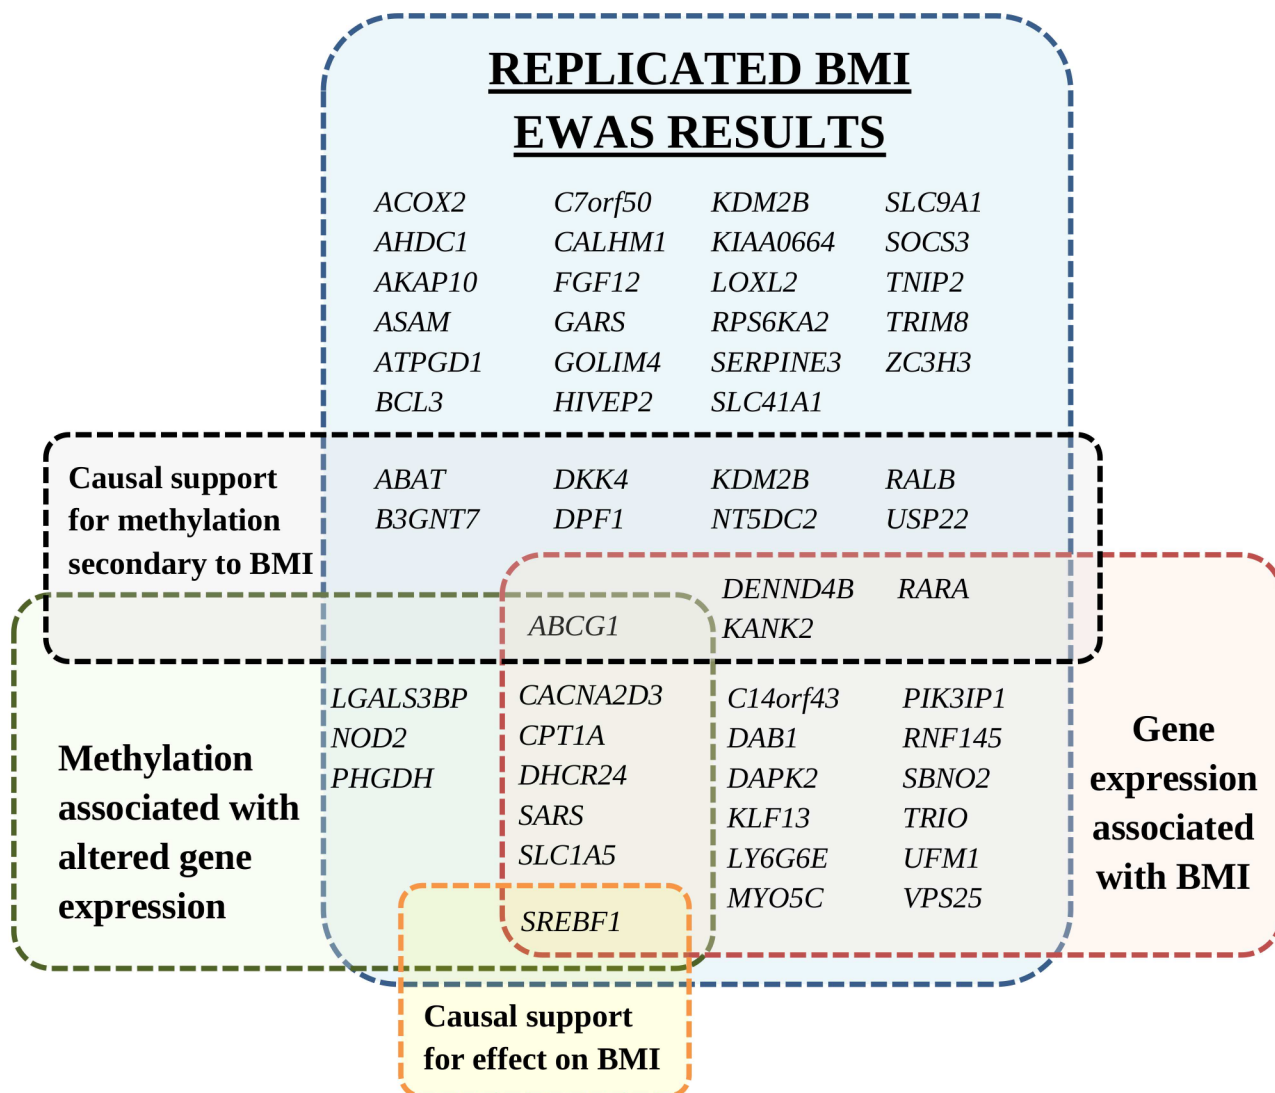 REPLICATED BMI
EWAS RESULTS
ACOX2 C7orf50 KDM2B SLC9A1
AHDC1 CALHM1 KIAA0664 SOCS3
AKAP10 FGF12 LOXL2 TNIP2
ASAM GARS RPS6KA2 TRIM8
ATPGD1 GOLIM4 SERPINE3 ZC3H3
BCL3 HIVEP2 SLC41A1
Causal support
for methylation
secondary to BMI
ABAT DKK4 KDM2B RALB
B3GNT7 DPF1 NT5DC2 USP22
DENND4B RARA
ABCG1 KANK2
LGALS3BP CACNA2D3 C14orf43 PIK3IP1
NOD2 CPT1A DAB1 RNF145
PHGDH DHCR24 DAPK2 SBNO2
SARS KLF13 TRIO
SLC1A5 LY6G6E UFM1
MYO5C VPS25
SREBF1
Methylation
associated with
altered gene
expression
Gene
expression
associated
with BMI
Causal support
for effect on BMI